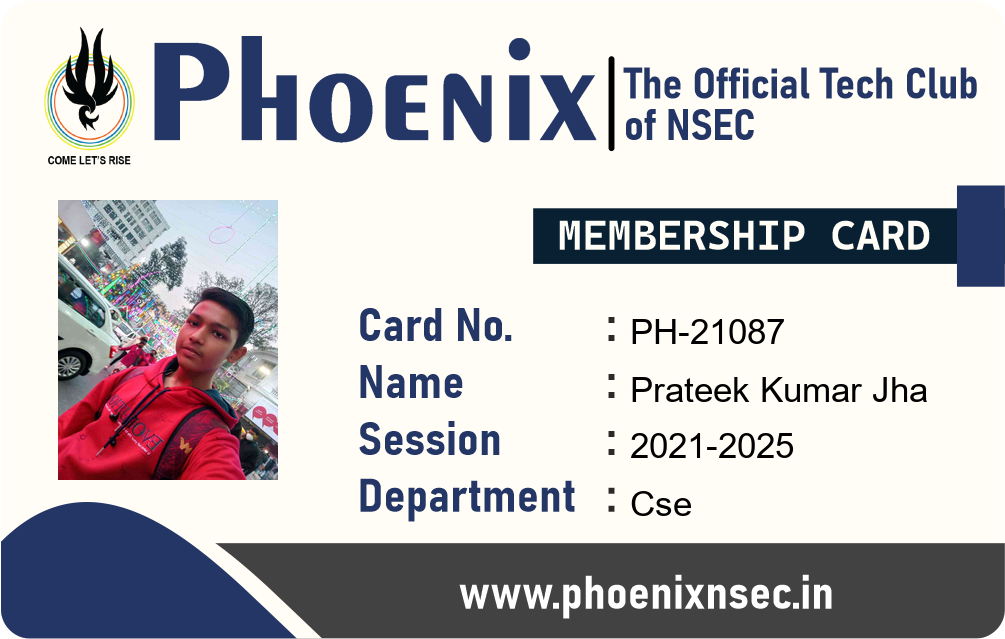 PHOENIX
The Official Tech Club
of NSEC
COME LET'S RISE
MEMBERSHIP CARD
Card No. : PH-21087
Name : Prateek Kumar Jha
Session : 2021-2025
Department : Cse
www.phoenixnsec.in